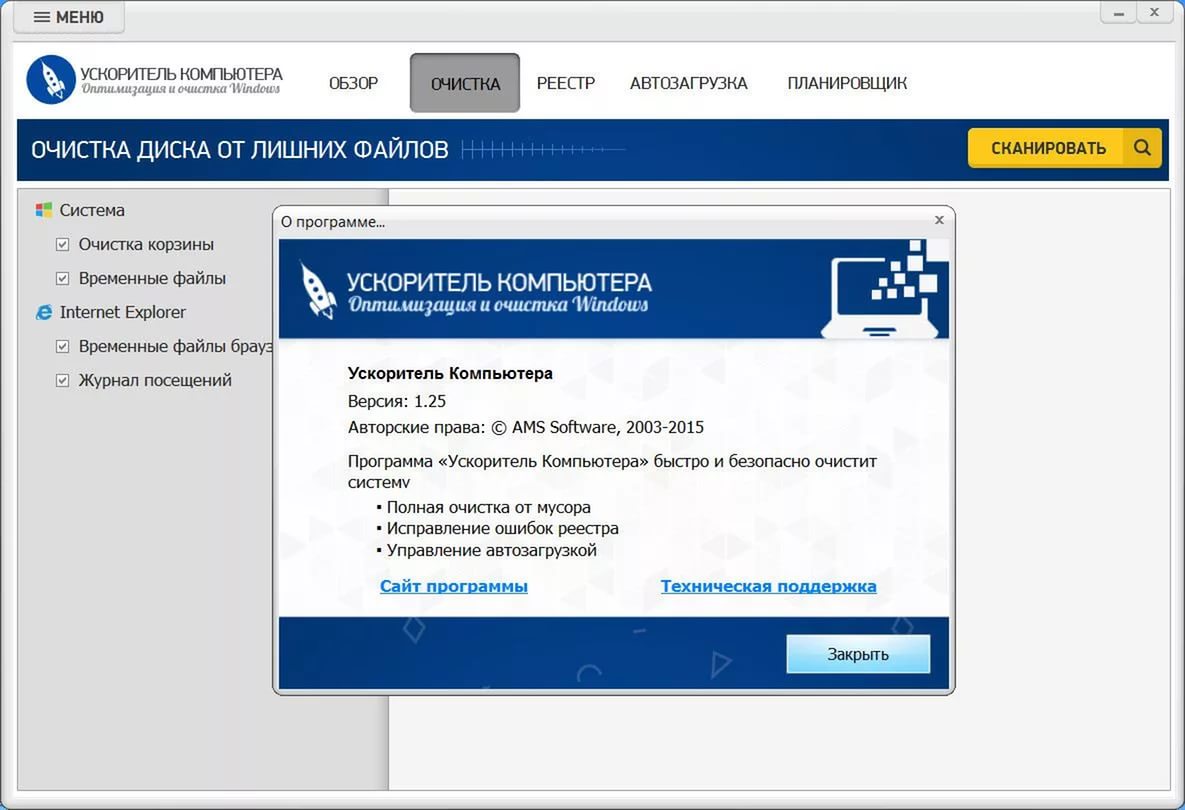 МЕНЮ
УСКОРИТЕЛЬ КОМПЬЮТЕРА
Оптимизация и очистка Windows
ОБЗОР
ОЧИСТКА
РЕЕСТР
АВТОЗАГРУЗКА
ПЛАНИРОВЩИК
ОЧИСТКА ДИСКА ОТ ЛИШНИХ ФАЙЛОВ
СКАНИРОВАТЬ
Система
Очистка корзины
Временные файлы
Internet Explorer
Временные файлы брауз
Журнал посещений
О программе...
УСКОРИТЕЛЬ КОМПЬЮТЕРА
Оптимизация и очистка Windows
Ускоритель Компьютера
Версия: 1.25
Авторские права: © AMS Software, 2003-2015
Программа «Ускоритель Компьютера» быстро и безопасно очистит
систему
▪ Полная очистка от мусора
▪ Исправление ошибок реестра
▪ Управление автозагрузкой
Сайт программы
Техническая поддержка
Закрыть